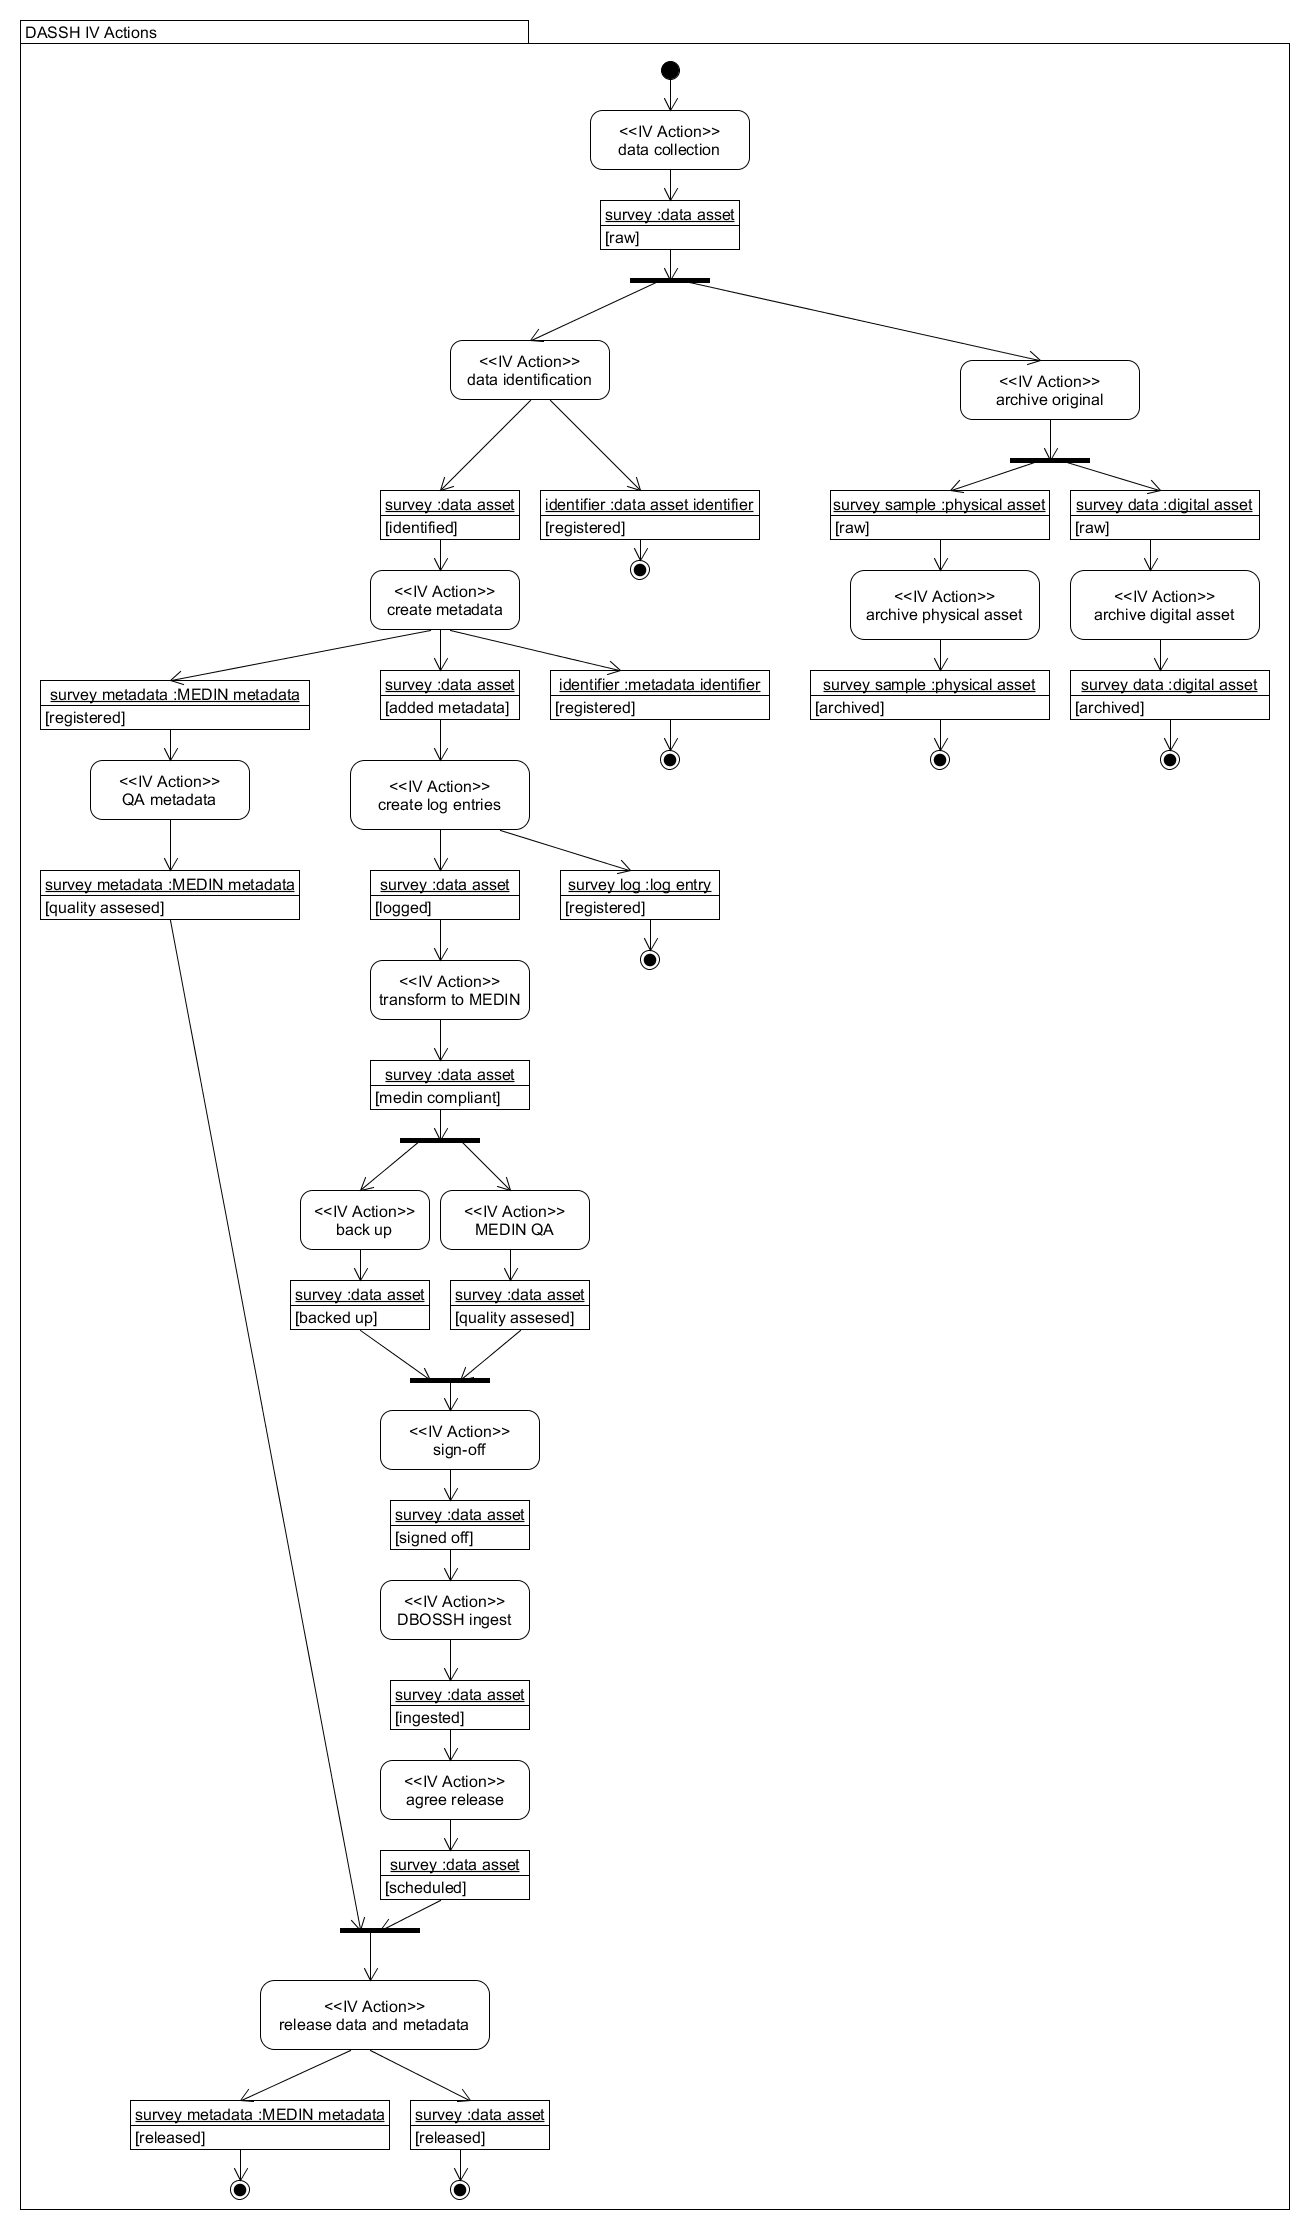 DASSH IV Actions
<<IV Action>>
data collection
survey :data asset
[raw]
<<IV Action>>
data identification
<<IV Action>>
archive original
survey :data asset
[identified]
identifier :data asset identifier
[registered]
survey sample :physical asset
[raw]
survey data :digital asset
[raw]
<<IV Action>>
create metadata
<<IV Action>>
archive physical asset
<<IV Action>>
archive digital asset
survey metadata :MEDIN metadata
[registered]
survey :data asset
[added metadata]
identifier :metadata identifier
[registered]
survey sample :physical asset
[archived]
survey data :digital asset
[archived]
<<IV Action>>
QA metadata
<<IV Action>>
create log entries
survey metadata :MEDIN metadata
[quality assesed]
survey :data asset
[logged]
survey log :log entry
[registered]
<<IV Action>>
transform to MEDIN
survey :data asset
[medin compliant]
<<IV Action>>
back up
<<IV Action>>
MEDIN QA
survey :data asset
[backed up]
survey :data asset
[quality assesed]
<<IV Action>>
sign-off
survey :data asset
[signed off]
<<IV Action>>
DBOSSH ingest
survey :data asset
[ingested]
<<IV Action>>
agree release
survey :data asset
[scheduled]
<<IV Action>>
release data and metadata
survey metadata :MEDIN metadata
[released]
survey :data asset
[released]